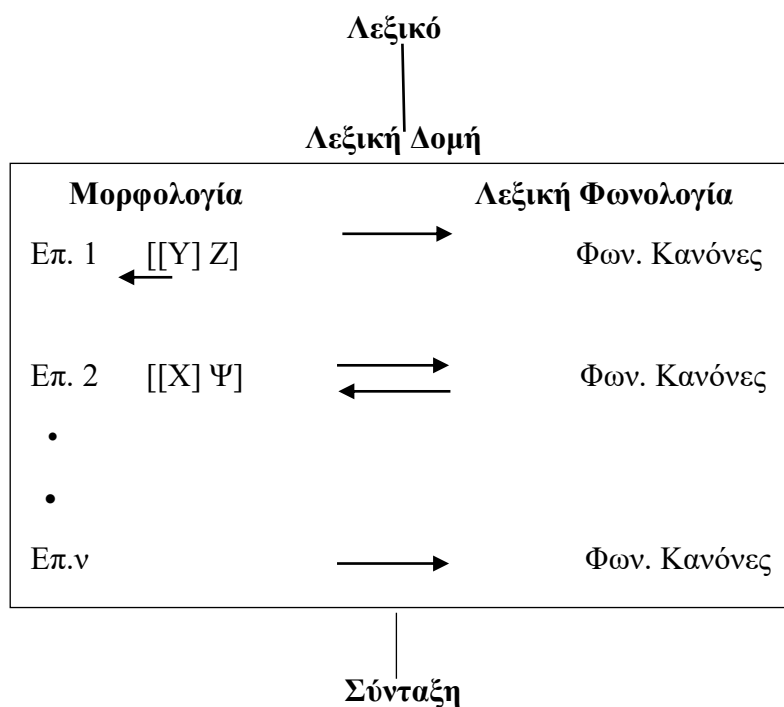 Λεξικό
Λεξική Δομή
Μορφολογία Λεξική Φωνολογία
Επ. 1 [[Υ] Ζ] Φων. Κανόνες
Επ. 2 [[Χ] Ψ] Φων. Κανόνες
•
•
Επ.ν Φων. Κανόνες
Σύνταξη